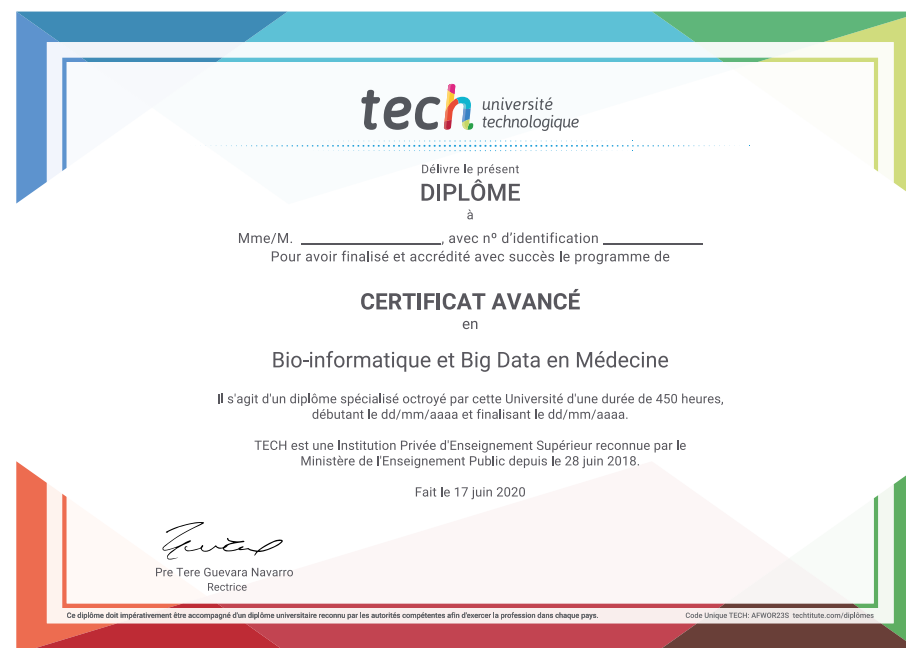 tech université
technologique
Délivre le présent
DIPLÔME
à
Mme/M. ____________________, avec nº d'identification ______________
Pour avoir finalisé et accrédité avec succès le programme de
CERTIFICAT AVANCÉ
en
Bio-informatique et Big Data en Médecine
Il s'agit d'un diplôme spécialisé octroyé par cette Université d'une durée de 450 heures,
débutant le dd/mm/aaaa et finalisant le dd/mm/aaaa.
TECH est une Institution Privée d'Enseignement Supérieur reconnue par le
Ministère de l'Enseignement Public depuis le 28 juin 2018.
Fait le 17 juin 2020
Pre Tere Guevara Navarro
Rectrice
Ce diplôme doit impérativement être accompagné d'un diplôme universitaire reconnu par les autorités compétentes afin d'exercer la profession dans chaque pays.
Code Unique TECH: AFWOR23S techtitute.com/diplômes